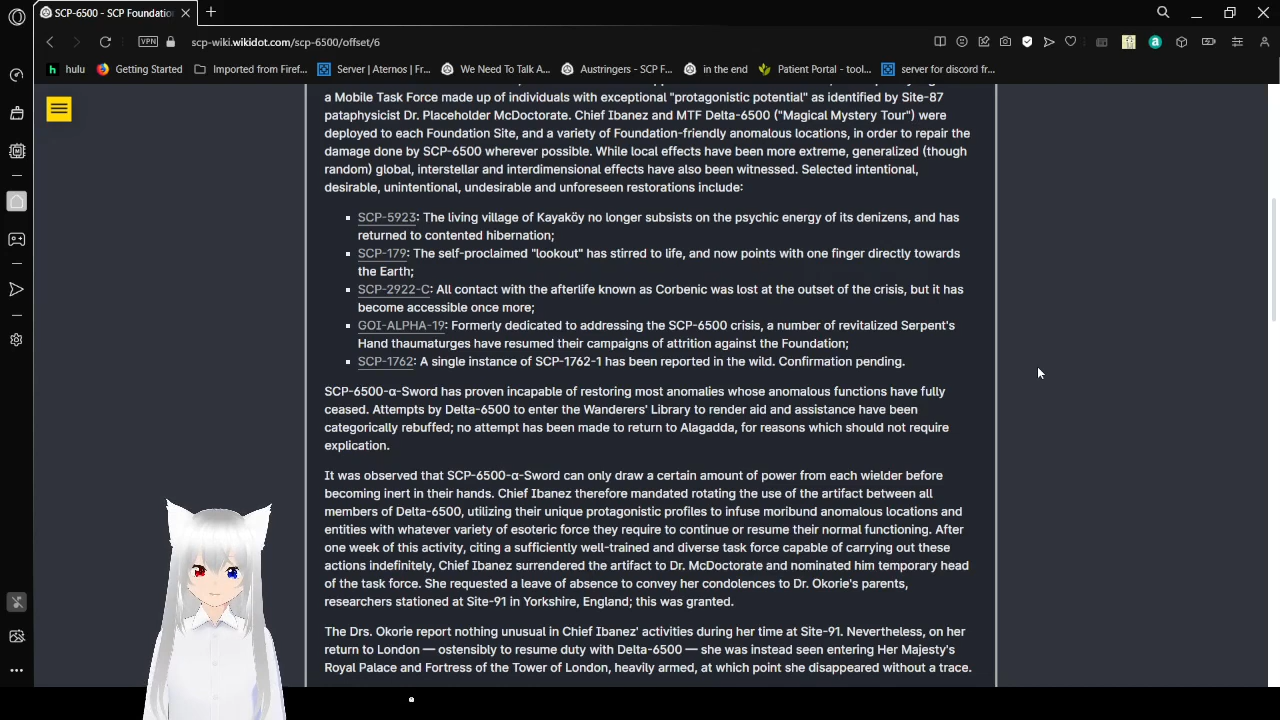 SCP-6500 - SCP Foundation
scp-wiki.wikidot.com/scp-6500/offset/6
VPN
hulu
Getting Started
Imported from Firef...
Server | Aternos | Fr...
We Need To Talk A...
Austringers - SCP F...
in the end
Patient Portal - tool...
server for discord fr...
a Mobile Task Force made up of individuals with exceptional "protagonistic potential" as identified by Site-87
pataphysicist Dr. Placeholder McDoctorate. Chief Ibanez and MTF Delta-6500 ("Magical Mystery Tour") were
deployed to each Foundation Site, and a variety of Foundation-friendly anomalous locations, in order to repair the
damage done by SCP-6500 wherever possible. While local effects have been more extreme, generalized (though
random) global, interstellar and interdimensional effects have also been witnessed. Selected intentional,
desirable, unintentional, undesirable and unforeseen restorations include:
SCP-5923: The living village of Kayaköy no longer subsists on the psychic energy of its denizens, and has
returned to contented hibernation;
SCP-179: The self-proclaimed "lookout" has stirred to life, and now points with one finger directly towards
the Earth;
SCP-2922-C: All contact with the afterlife known as Corbenic was lost at the outset of the crisis, but it has
become accessible once more;
GOI-ALPHA-19: Formerly dedicated to addressing the SCP-6500 crisis, a number of revitalized Serpent's
Hand thaumaturges have resumed their campaigns of attrition against the Foundation;
SCP-1762: A single instance of SCP-1762-1 has been reported in the wild. Confirmation pending.
SCP-6500-α-Sword has proven incapable of restoring most anomalies whose anomalous functions have fully
ceased. Attempts by Delta-6500 to enter the Wanderers' Library to render aid and assistance have been
categorically rebuffed; no attempt has been made to return to Alagadda, for reasons which should not require
explication.
It was observed that SCP-6500-α-Sword can only draw a certain amount of power from each wielder before
becoming inert in their hands. Chief Ibanez therefore mandated rotating the use of the artifact between all
members of Delta-6500, utilizing their unique protagonistic profiles to infuse moribund anomalous locations and
entities with whatever variety of esoteric force they require to continue or resume their normal functioning. After
one week of this activity, citing a sufficiently well-trained and diverse task force capable of carrying out these
actions indefinitely, Chief Ibanez surrendered the artifact to Dr. McDoctorate and nominated him temporary head
of the task force. She requested a leave of absence to convey her condolences to Dr. Okorie's parents,
researchers stationed at Site-91 in Yorkshire, England; this was granted.
The Drs. Okorie report nothing unusual in Chief Ibanez' activities during her time at Site-91. Nevertheless, on her
return to London — ostensibly to resume duty with Delta-6500 — she was instead seen entering Her Majesty's
Royal Palace and Fortress of the Tower of London, heavily armed, at which point she disappeared without a trace.